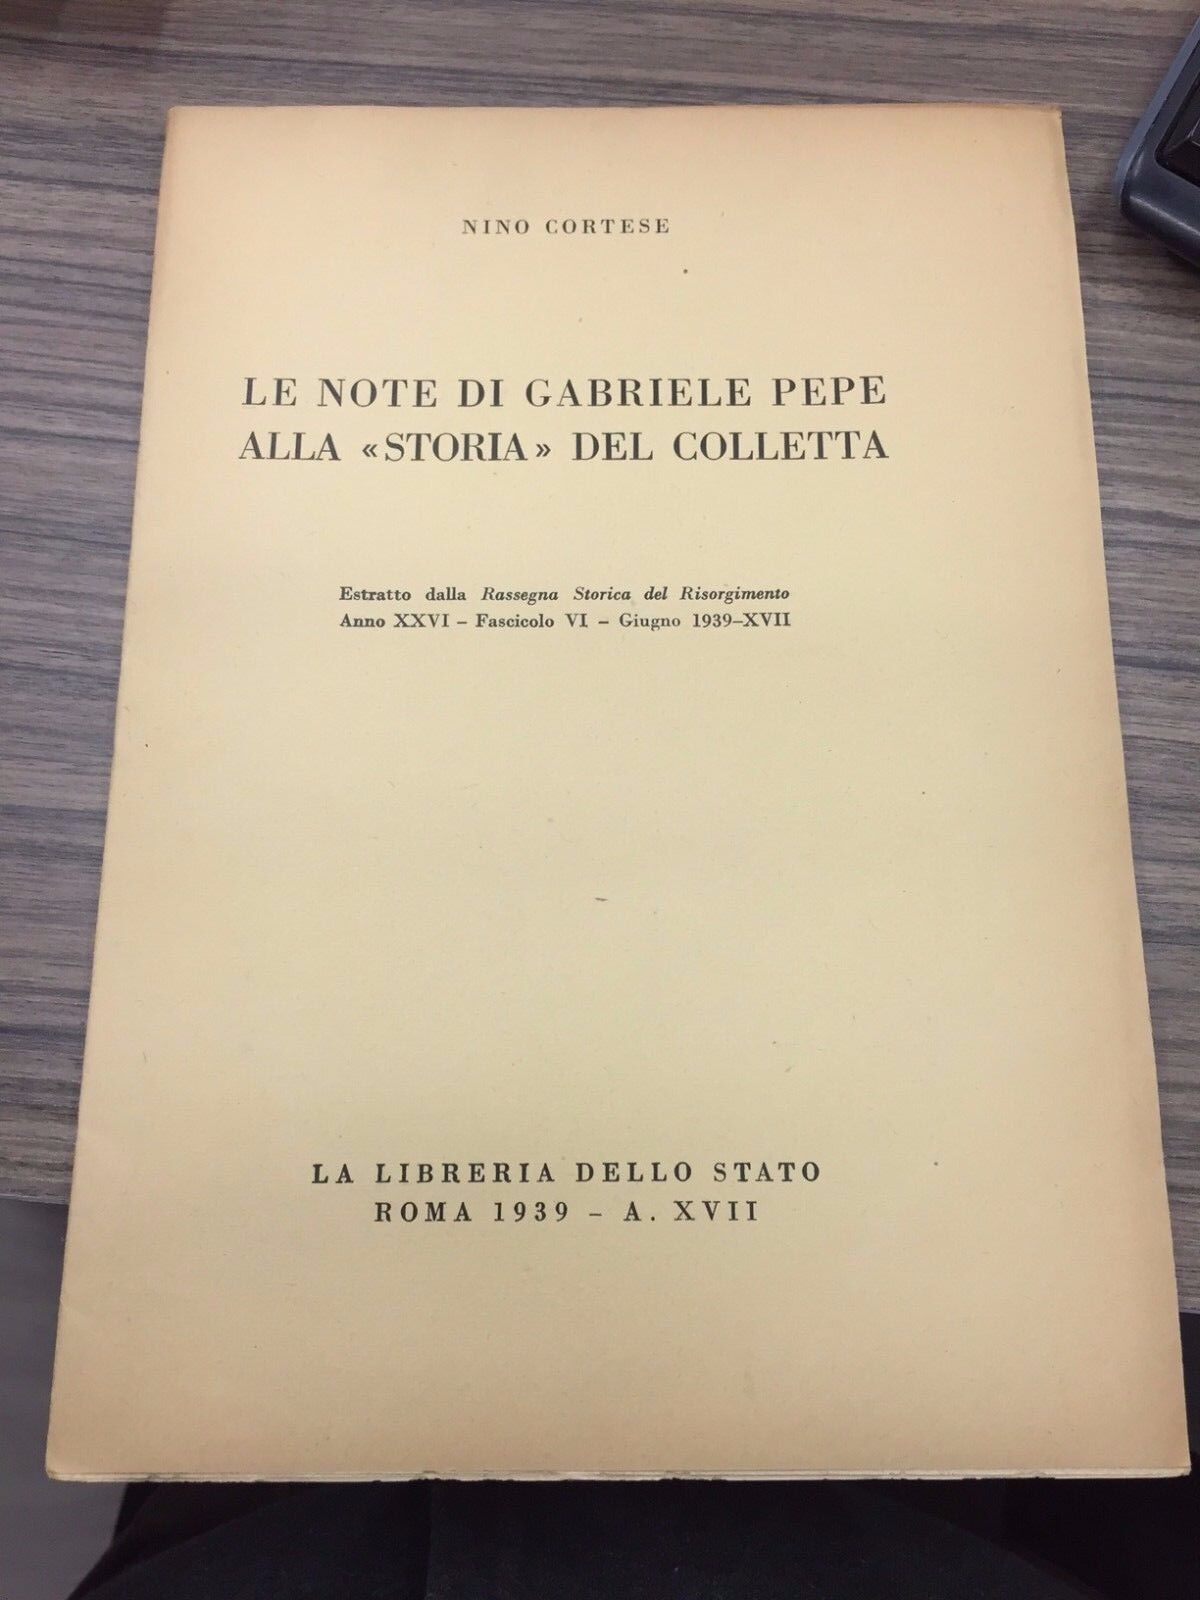 NINO CORTESE
LE NOTE DI GABRIELE PEPE
ALLA «STORIA» DEL COLLETTA
Estratto dalla Rassegna Storica del Risorgimento
Anno XXVI – Fascicolo VI – Giugno 1939–XVII
LA LIBRERIA DELLO STATO
ROMA 1939 – A. XVII